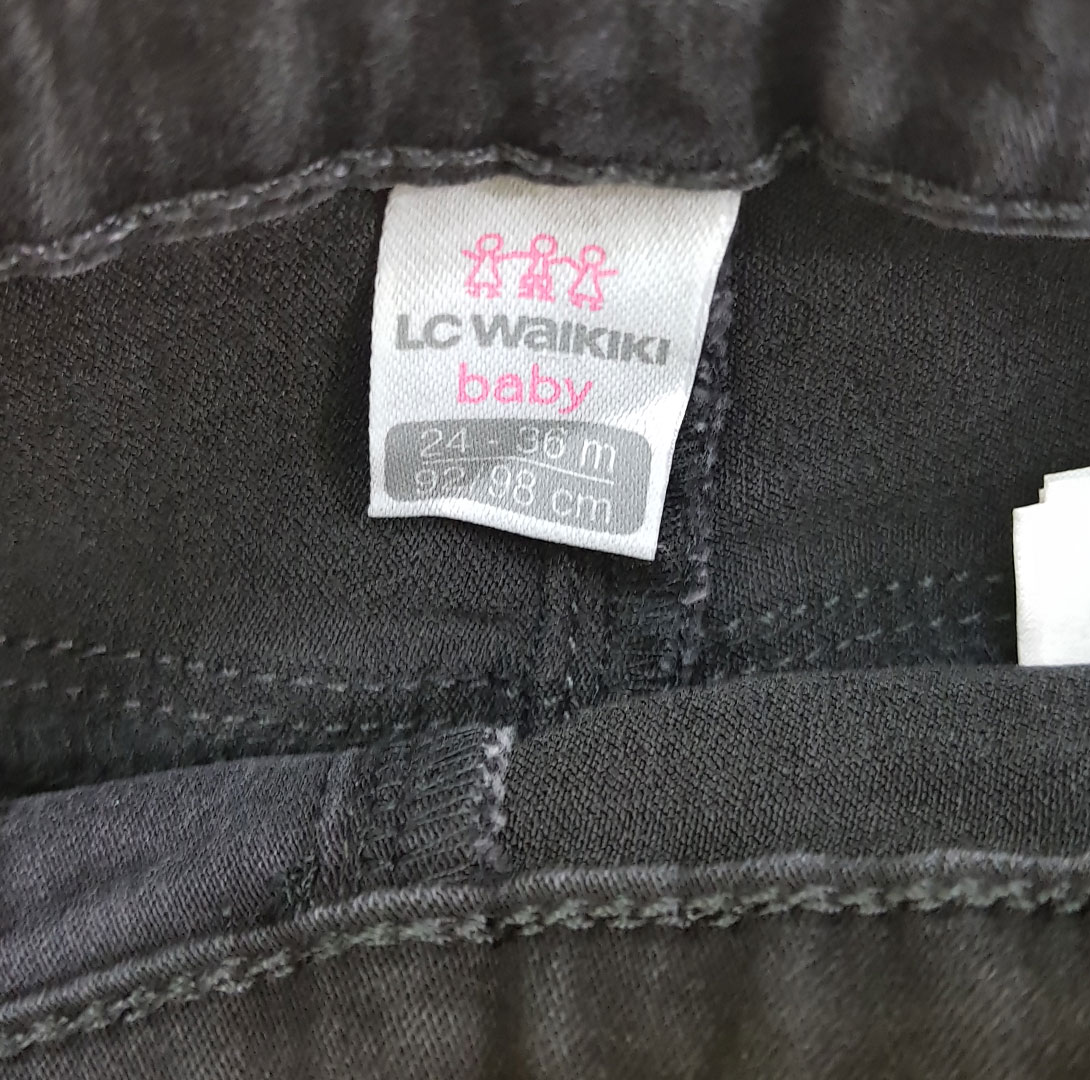 LC Waikiki
baby
24 - 36 m
92/98 cm